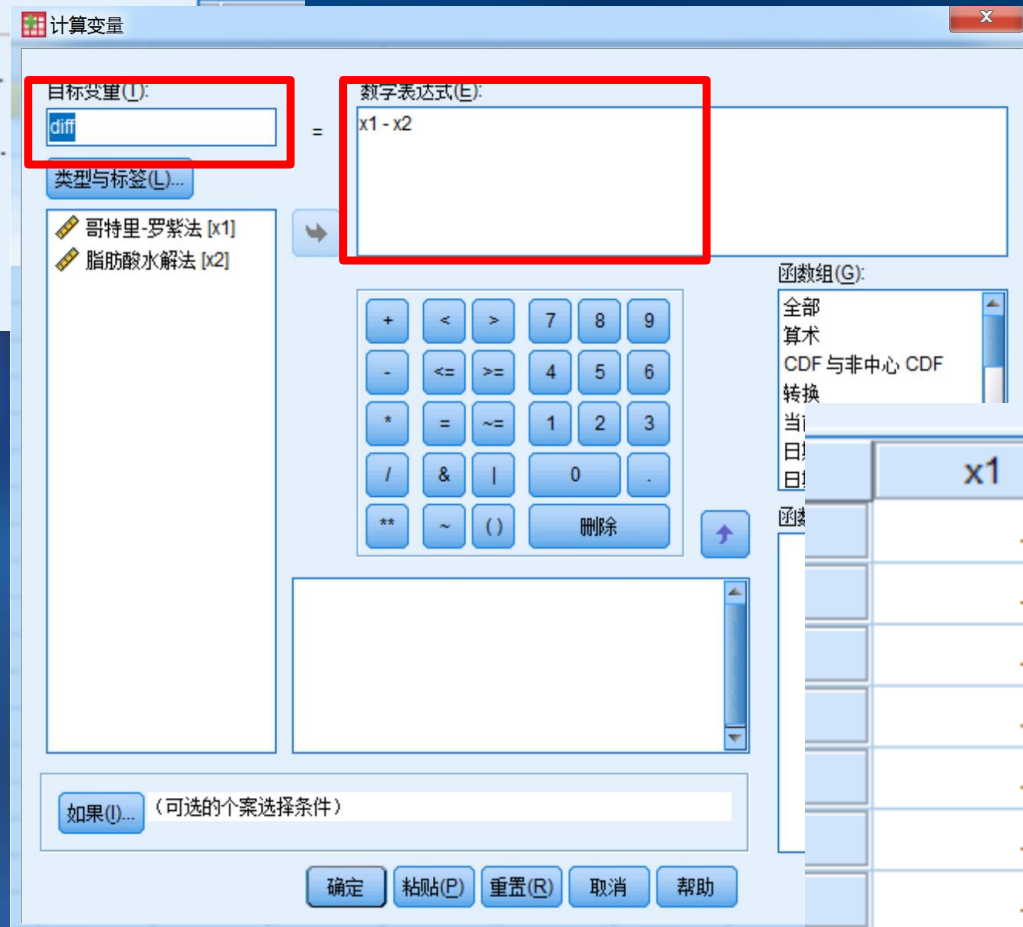 计算变量
x
目标变量(T):
数字表达式(E):
diff
=
x1 - x2
类型与标签(L)...
哥特里-罗紫法 [x1]
脂肪酸水解法 [x2]
函数组(G):
全部
算术
CDF 与非中心 CDF
转换
+ < > 7 8 9
- <= >= 4 5 6
* = ~= 1 2 3
/ & | 0 .
** ~ ( ) 删除
x1
如果(I)...
（可选的个案选择条件）
确定
粘贴(P)
重置(R)
取消
帮助